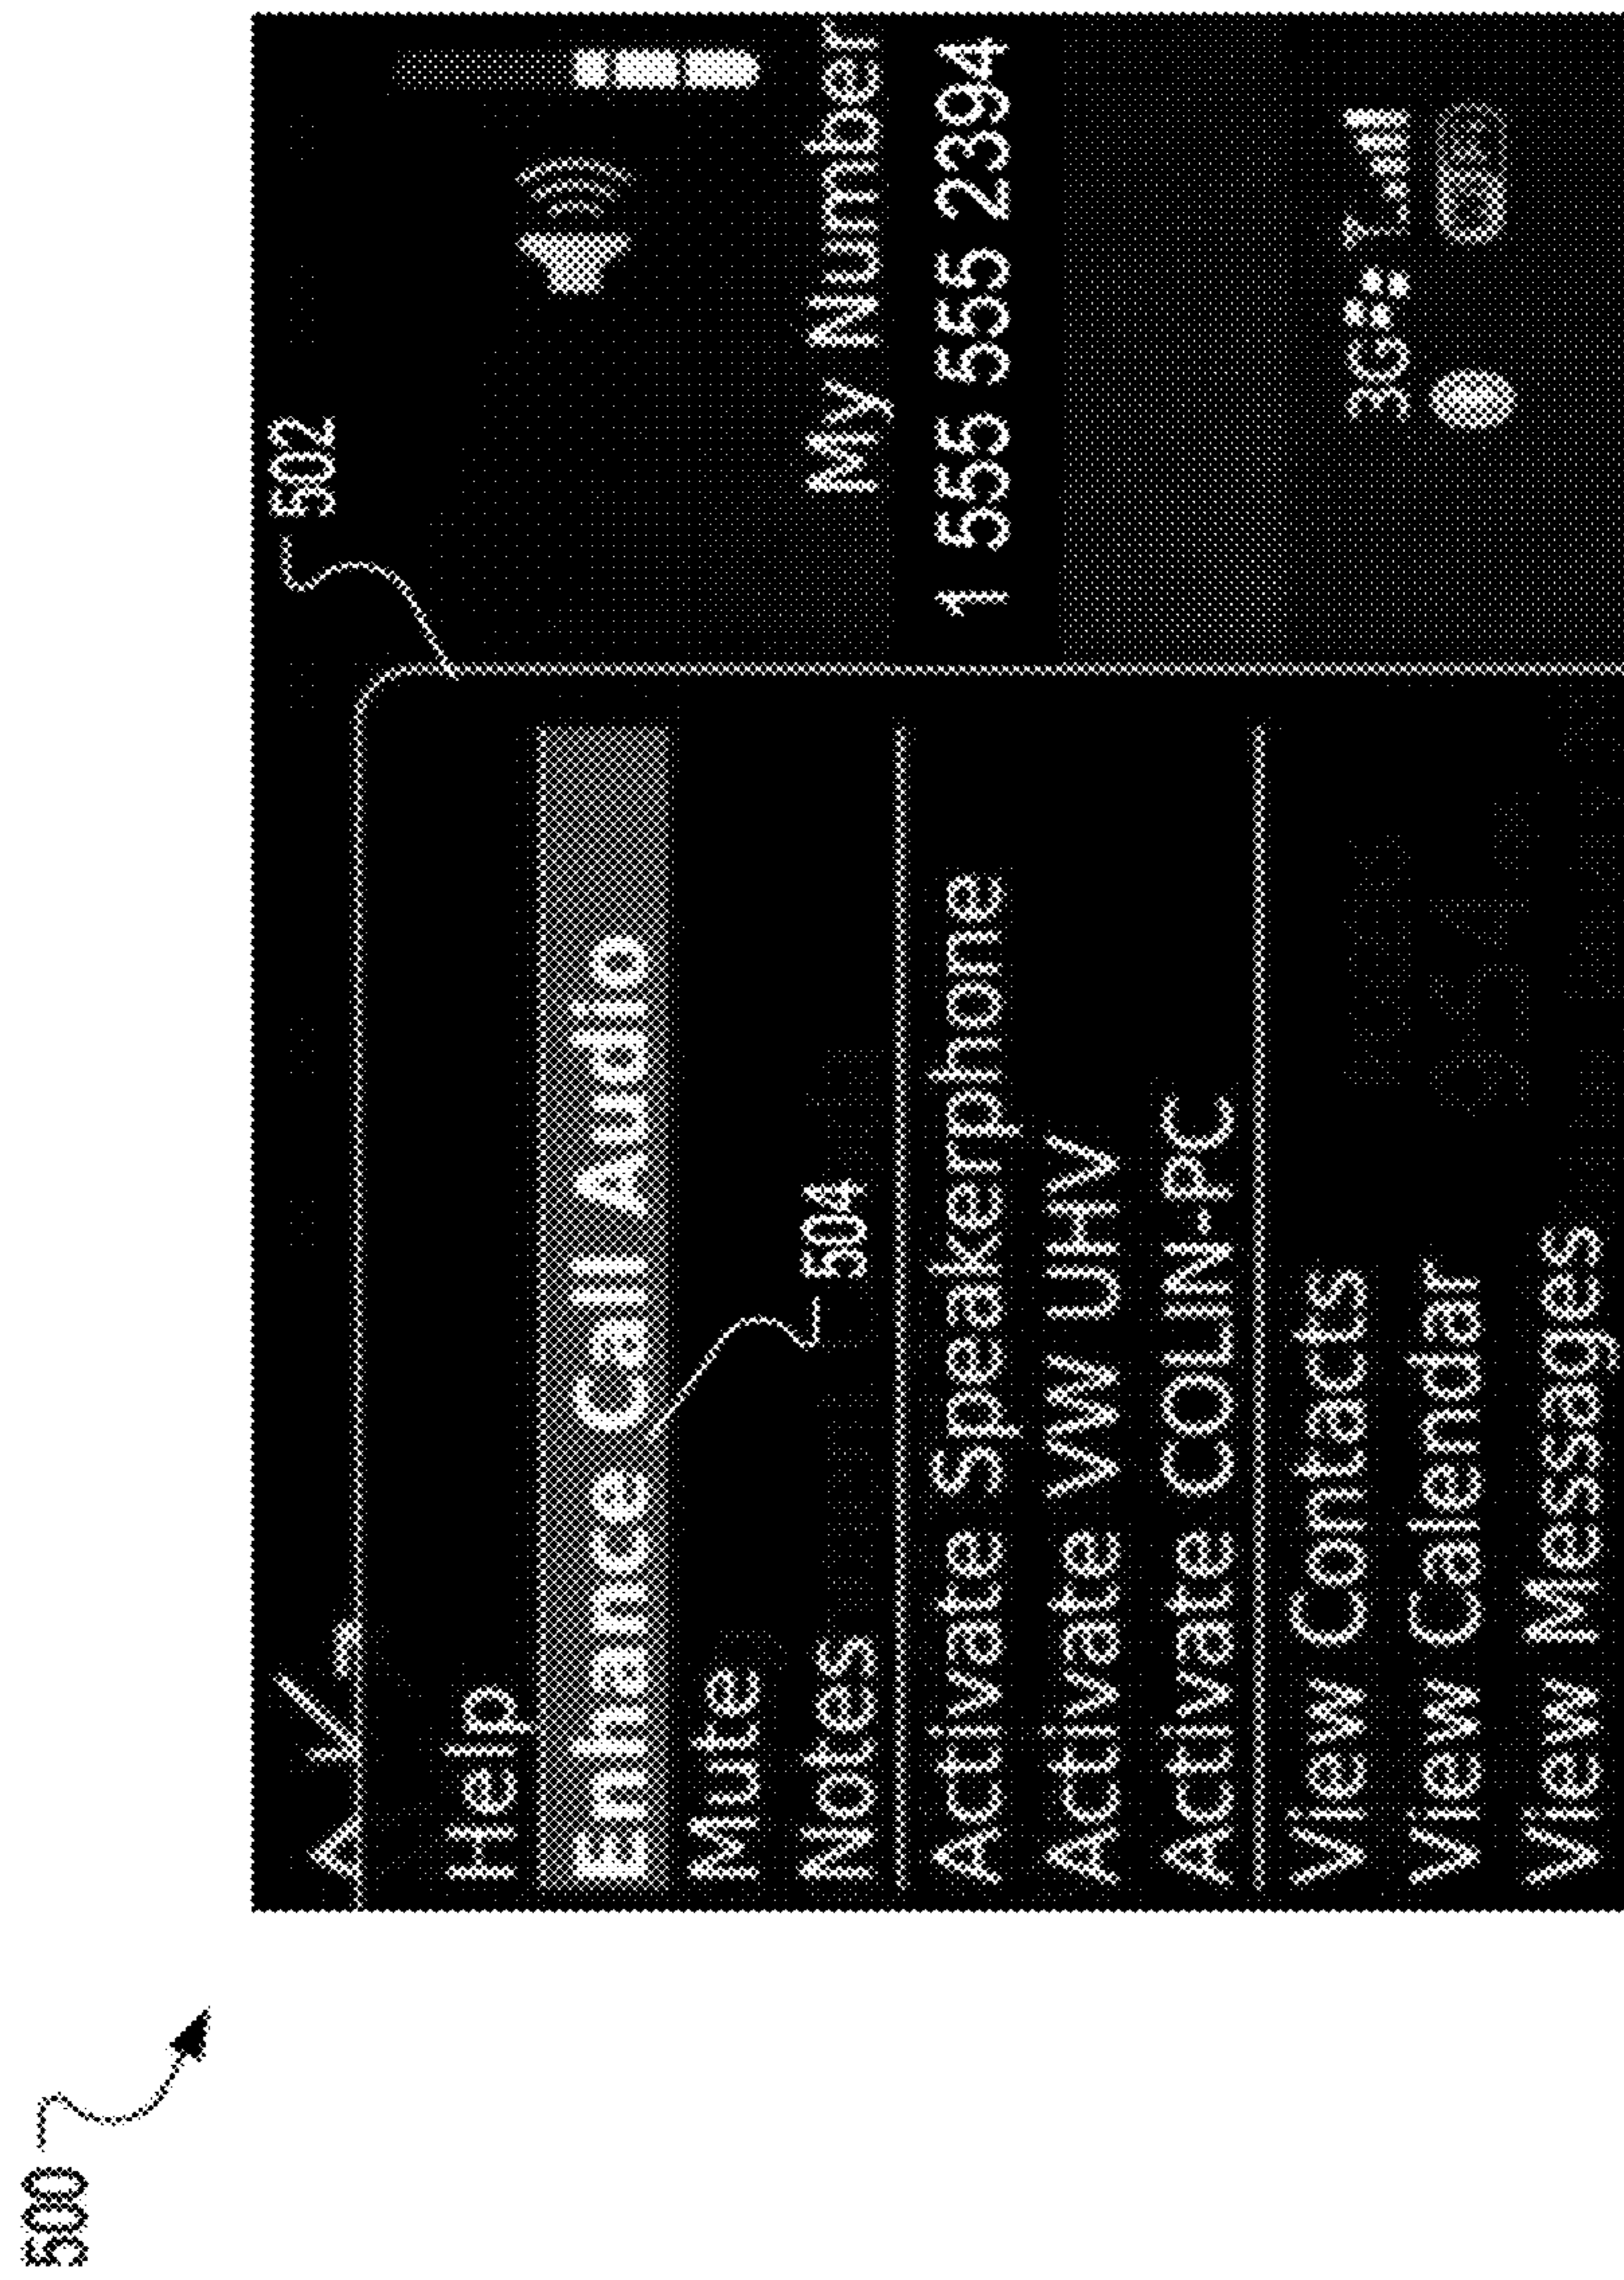 500
502
Help
Enhance Call Audio
Mute
504
Notes
My Number
Activate Speakerphone
1 555 555 2394
Activate VW UHV
Activate COLIN-PC
View Contacts
3G
View Calendar
View Messages